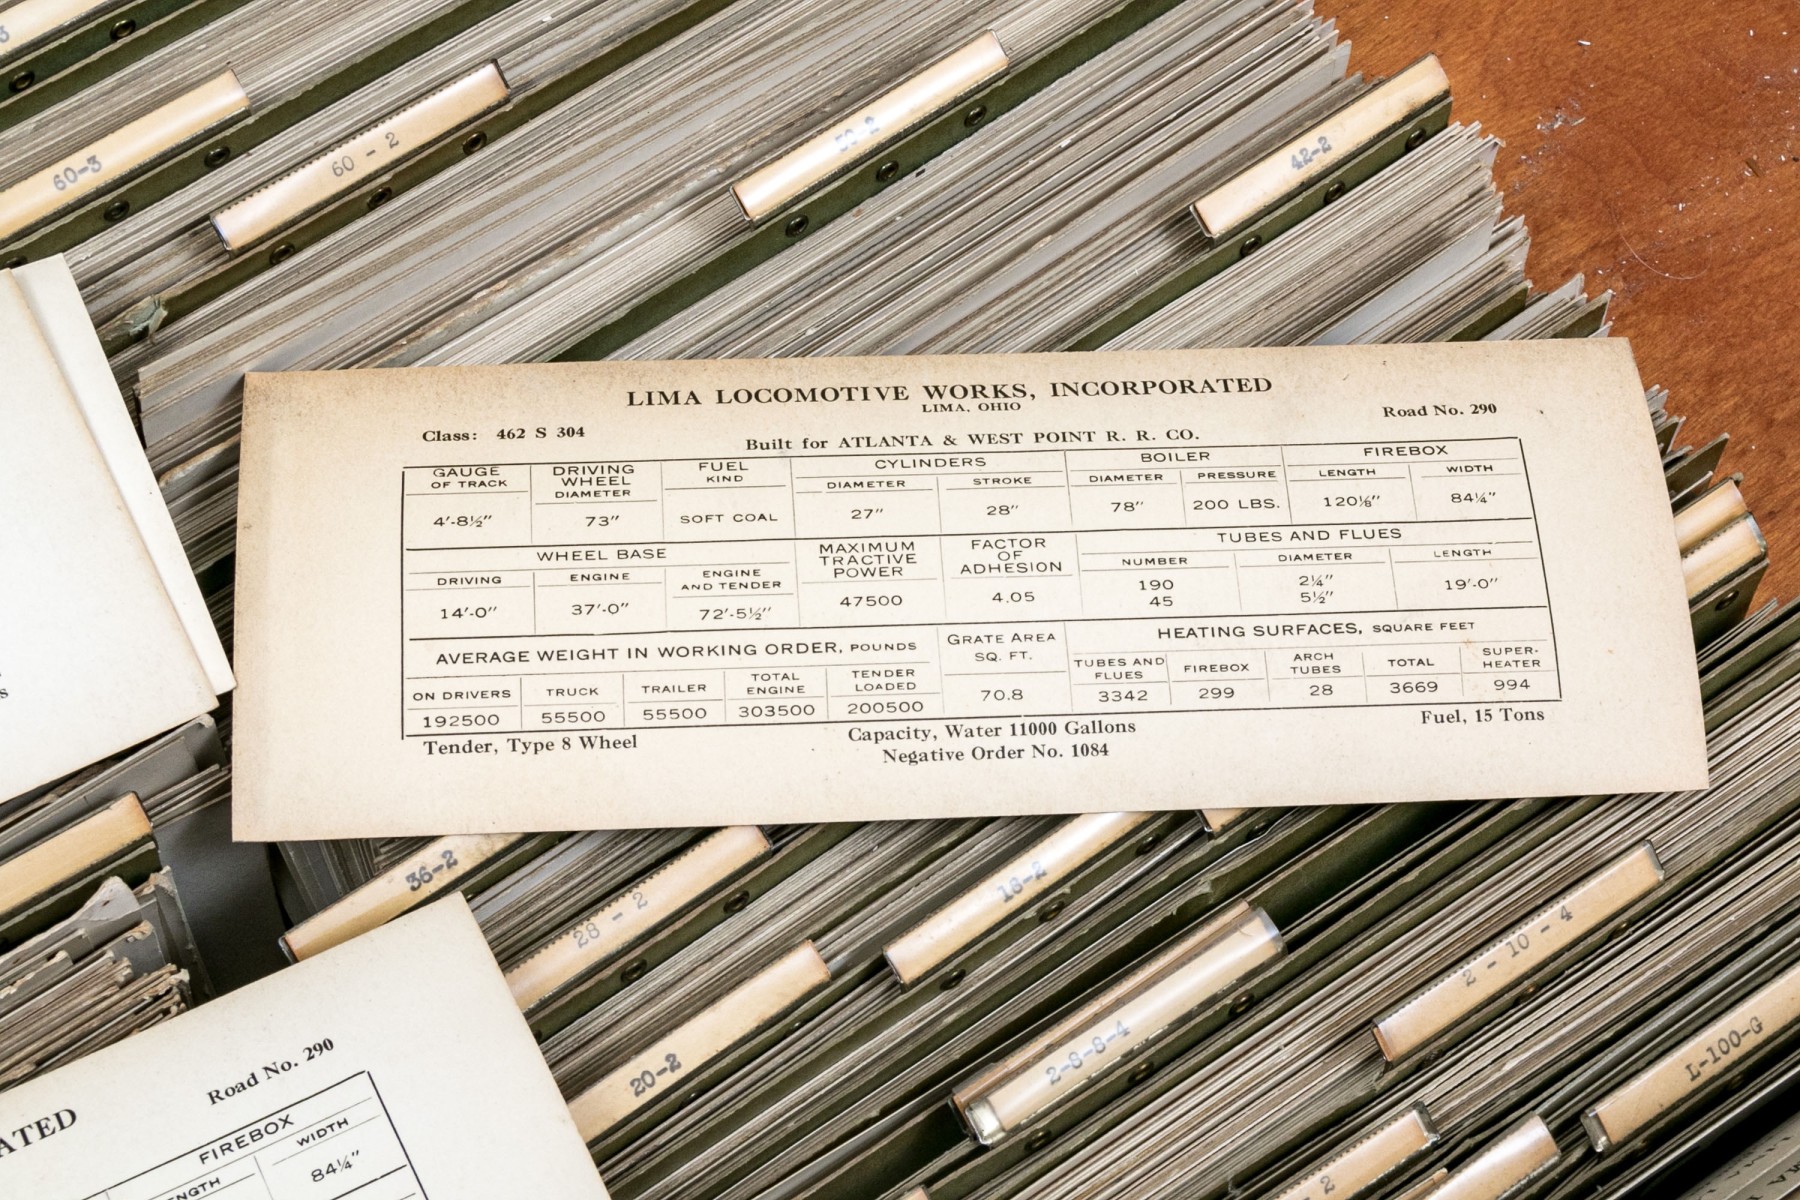 60-3
60 - 2
42-2
LIMA LOCOMOTIVE WORKS, INCORPORATED
LIMA, OHIO
Class: 462 S 304
Road No. 290
Built for ATLANTA & WEST POINT R. R. CO.
GAUGE OF TRACK
DRIVING WHEEL DIAMETER
FUEL KIND
CYLINDERS
BOILER
FIREBOX
DIAMETER
STROKE
DIAMETER
PRESSURE
LENGTH
WIDTH
4'-8½"
73"
SOFT COAL
27"
28"
78"
200 LBS.
120⅛"
84¼"
WHEEL BASE
MAXIMUM TRACTIVE POWER
FACTOR OF ADHESION
TUBES AND FLUES
DRIVING
ENGINE
ENGINE AND TENDER
NUMBER
DIAMETER
LENGTH
14'-0"
37'-0"
72'-5½"
47500
4.05
190
45
2¼"
5½"
19'-0"
AVERAGE WEIGHT IN WORKING ORDER, POUNDS
GRATE AREA SQ. FT.
HEATING SURFACES, SQUARE FEET
ON DRIVERS
TRUCK
TRAILER
TOTAL ENGINE
TENDER LOADED
TUBES AND FLUES
FIREBOX
ARCH TUBES
TOTAL
SUPER-HEATER
192500
55500
55500
303500
200500
70.8
3342
299
28
3669
994
Tender, Type 8 Wheel
Capacity, Water 11000 Gallons
Fuel, 15 Tons
Negative Order No. 1084
36-2
28 - 2
18-2
20-2
2-8-8-4
2 - 10 - 4
L-100-G
Road No. 290
ATED
FIREBOX
NGTH
WIDTH
84¼"
2